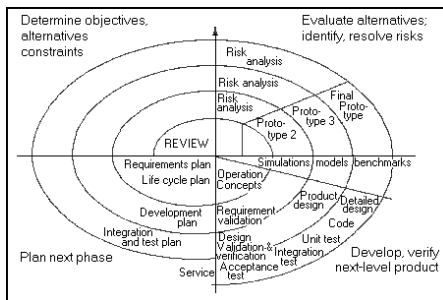 Determine objectives,
alternatives
constraints
Evaluate alternatives;
identify, resolve risks
Risk
analysis
Risk analysis
Risk
analysis
Final
Proto-
type
Proto-
type 3
Proto-
type 2
REVIEW
Requirements plan
Life cycle plan
Simulations
models
benchmarks
Operation
Concepts
Product
design
Detailed
design
Development
plan
Requirement
validation
Code
Unit test
Integration
and test plan
Design
Validation &
verification
Integration
test
Plan next phase
Develop, verify
next-level product
Service
Acceptance
test